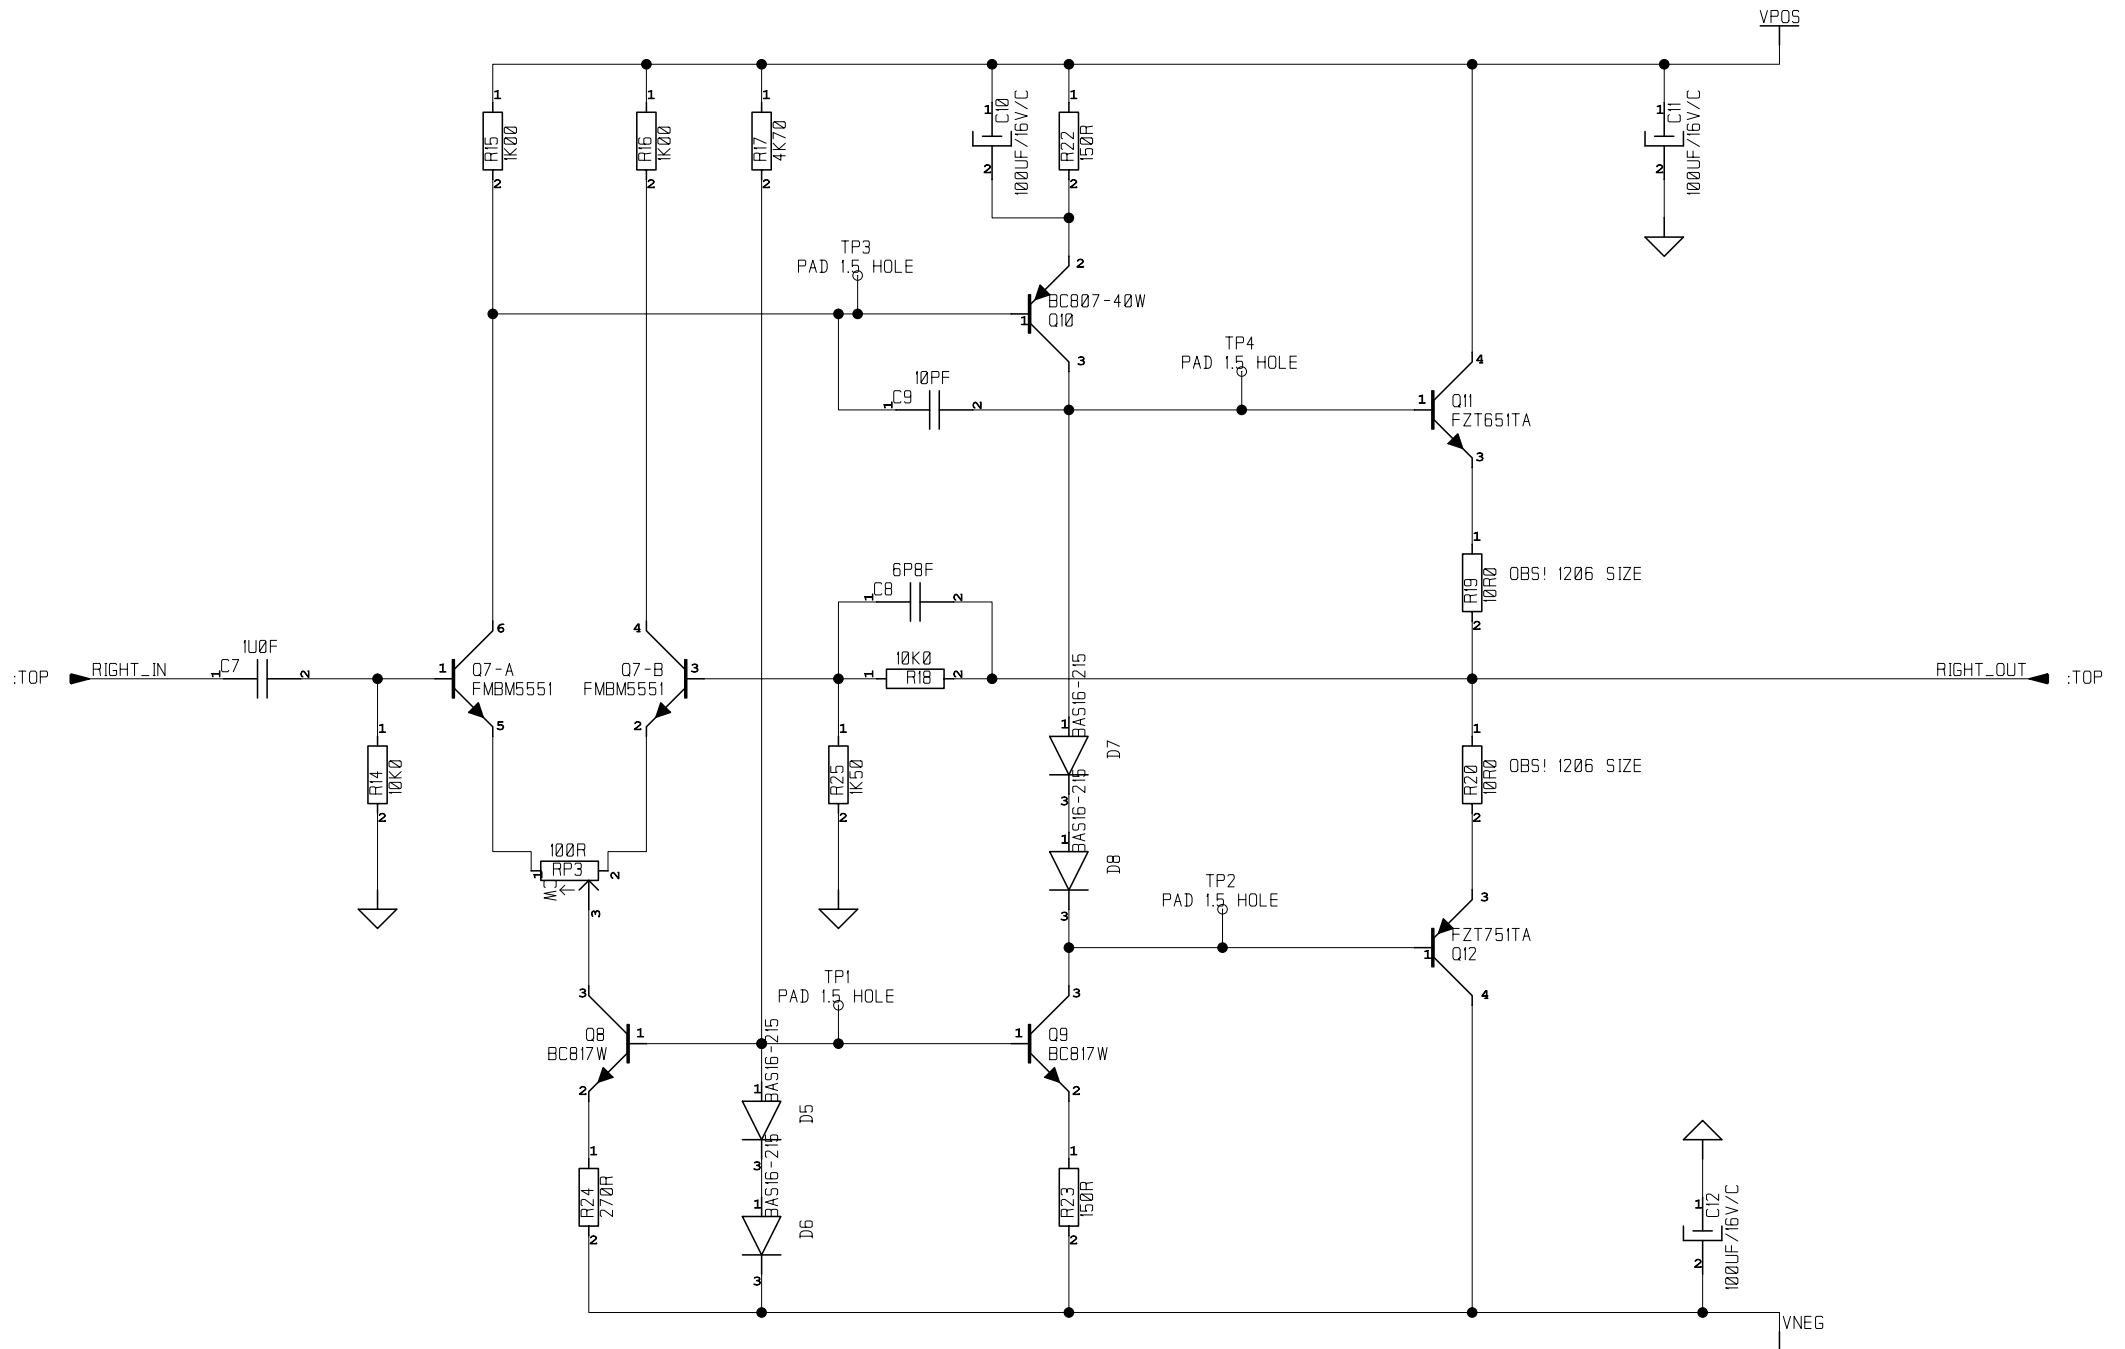 VPOS
1
1
1
1
1
1
R15
1K00
R16
1K00
R17
4K70
C10
100UF/16V/C
R22
150R
C11
100UF/16V/C
2
2
2
2
2
2
TP3
PAD 1.5 HOLE
2
BC807-40W
1
Q10
3
TP4
PAD 1.5 HOLE
10PF
1
C9
2
4
1
Q11
FZT651TA
3
1
R19
10R0
OBS! 1206 SIZE
2
6P8F
1
C8
2
6
4
1U0F
:TOP
RIGHT_IN
1
C7
2
1
Q7-A
FMBM5551
Q7-B
FMBM5551
3
10K0
1
R18
2
RIGHT_OUT
:TOP
5
2
1
R14
10K0
2
1
R25
1K50
2
BAS16-215
1
D7
3
1
R20
10R0
OBS! 1206 SIZE
2
BAS16-215
1
D8
3
100R
1
RP3
2
CW
3
TP2
PAD 1.5 HOLE
3
FZT751TA
1
Q12
4
TP1
PAD 1.5 HOLE
3
Q8
BC817W
1
2
3
1
Q9
BC817W
2
BAS16-215
1
D5
3
BAS16-215
1
D6
3
1
R24
270R
2
1
R23
150R
2
1
C12
100UF/16V/C
2
VNEG